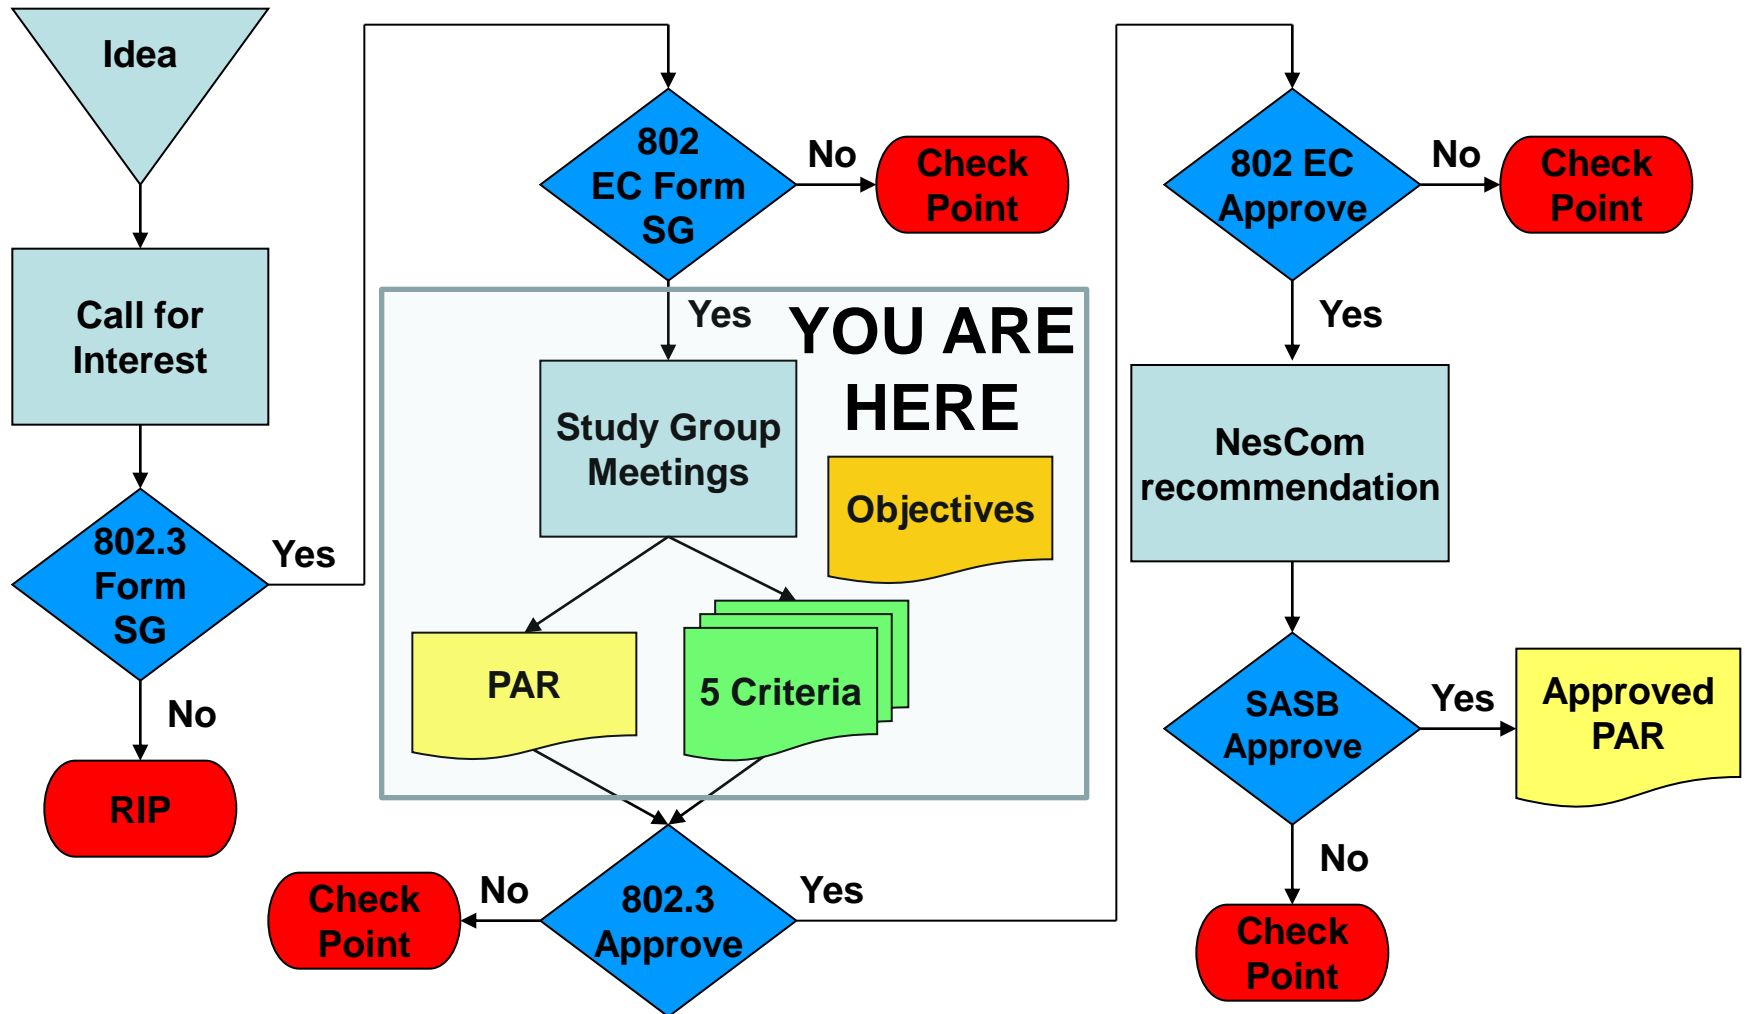 Idea
Call for
Interest
802.3
Form
SG
Yes
No
RIP
802
EC Form
SG
No
Check
Point
Yes
YOU ARE
HERE
Study Group
Meetings
Objectives
PAR
5 Criteria
802.3
Approve
No
Check
Point
Yes
802 EC
Approve
No
Check
Point
Yes
NesCom
recommendation
SASB
Approve
Yes
Approved
PAR
No
Check
Point